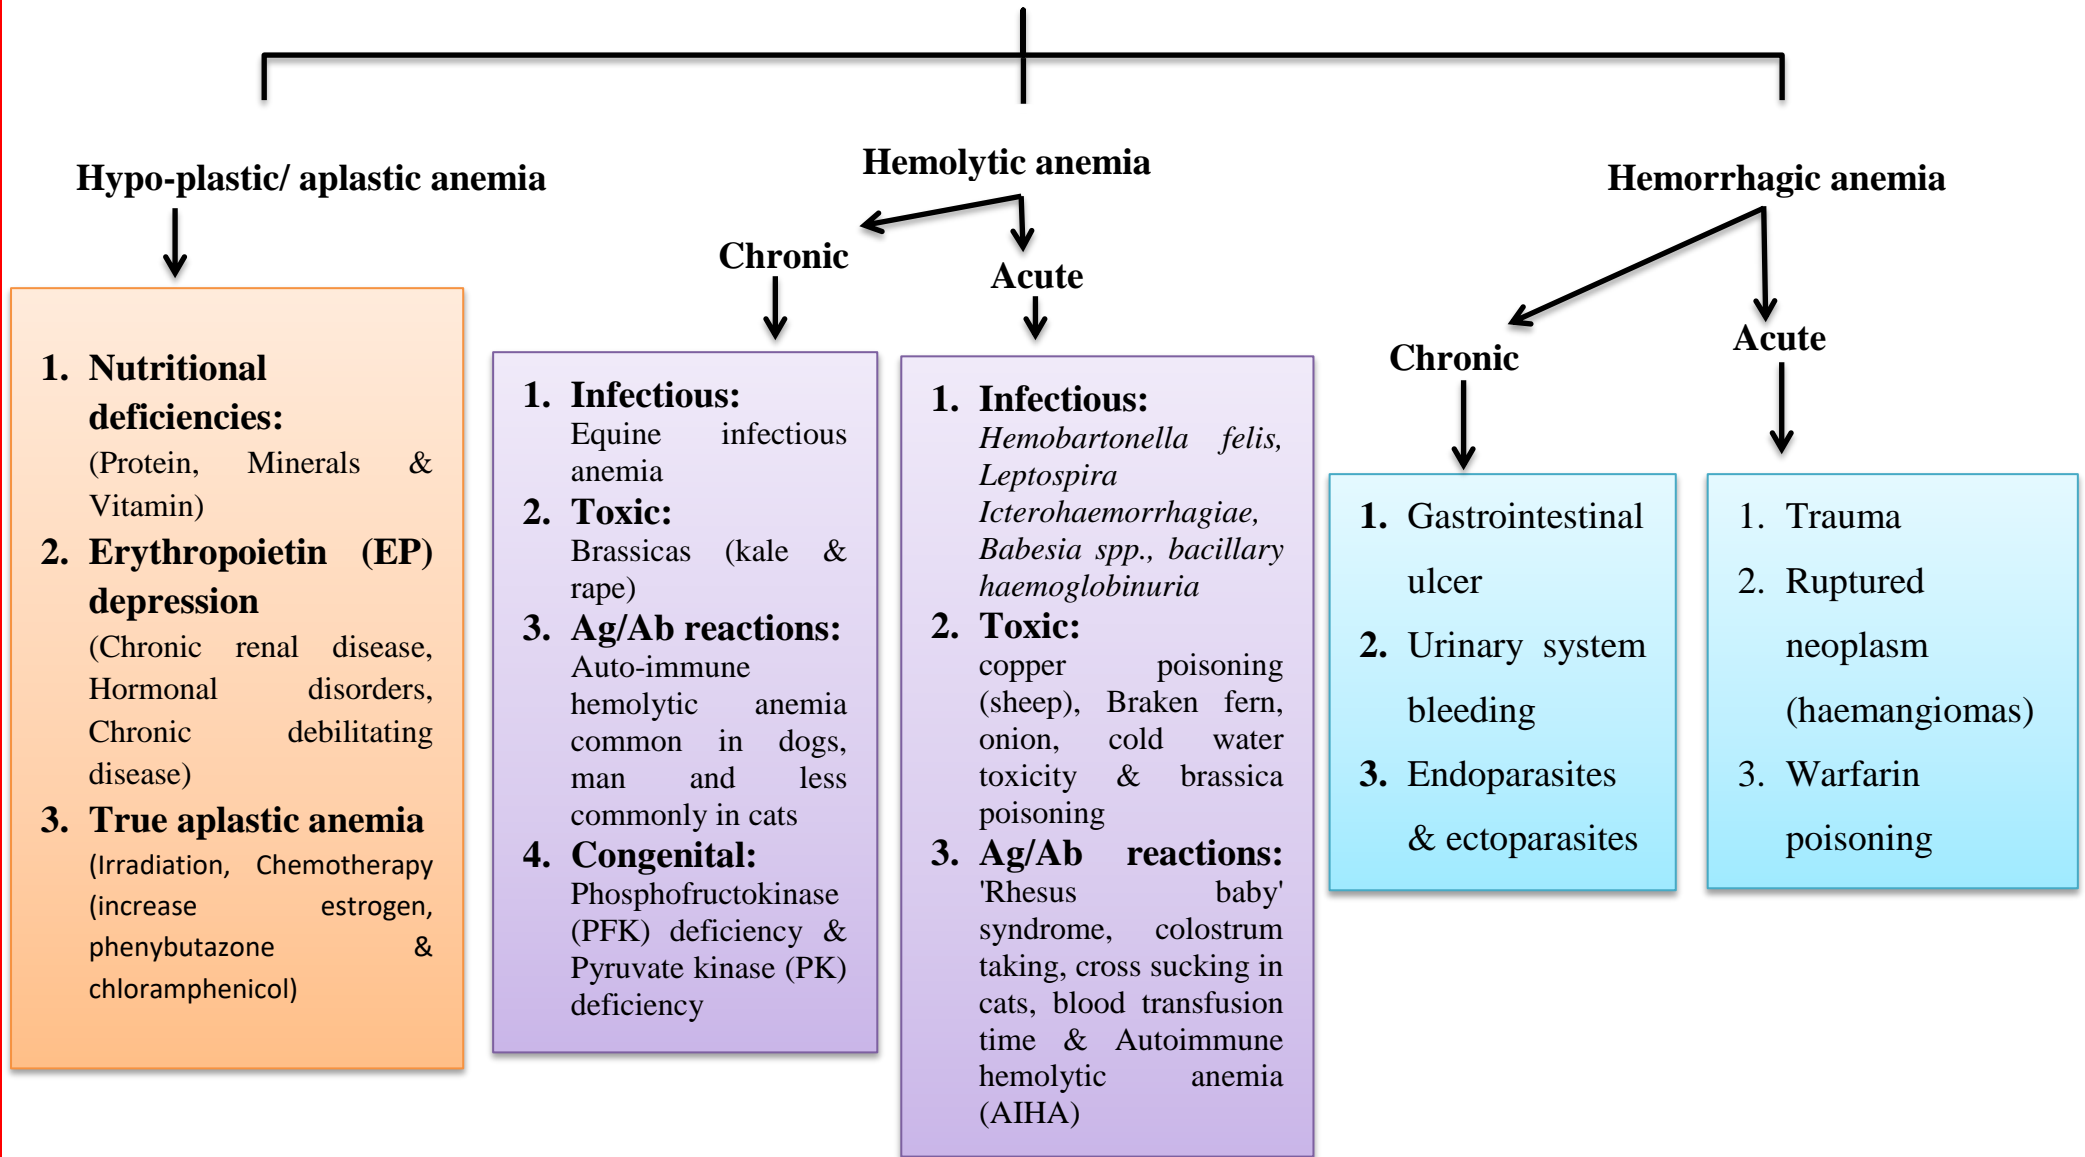 Hypo-plastic/ aplastic anemia
1. Nutritional
deficiencies:
(Protein, Minerals &
Vitamin)
2. Erythropoietin (EP)
depression
(Chronic renal disease,
Hormonal disorders,
Chronic debilitating
disease)
3. True aplastic anemia
(Irradiation, Chemotherapy
(increase estrogen,
phenybutazone &
chloramphenicol)
Hemolytic anemia
Chronic
1. Infectious:
Equine infectious
anemia
2. Toxic:
Brassicas (kale &
rape)
3. Ag/Ab reactions:
Auto-immune
hemolytic anemia
common in dogs,
man and less
commonly in cats
4. Congenital:
Phosphofructokinase
(PFK) deficiency &
Pyruvate kinase (PK)
deficiency
Acute
1. Infectious:
Hemobartonella felis,
Leptospira
Icterohaemorrhagiae,
Babesia spp., bacillary
haemoglobinuria
2. Toxic:
copper poisoning
(sheep), Braken fern,
onion, cold water
toxicity & brassica
poisoning
3. Ag/Ab reactions:
'Rhesus baby'
syndrome, colostrum
taking, cross sucking in
cats, blood transfusion
time & Autoimmune
hemolytic anemia
(AIHA)
Hemorrhagic anemia
Chronic
1. Gastrointestinal
ulcer
2. Urinary system
bleeding
3. Endoparasites
& ectoparasites
Acute
1. Trauma
2. Ruptured
neoplasm
(haemangiomas)
3. Warfarin
poisoning